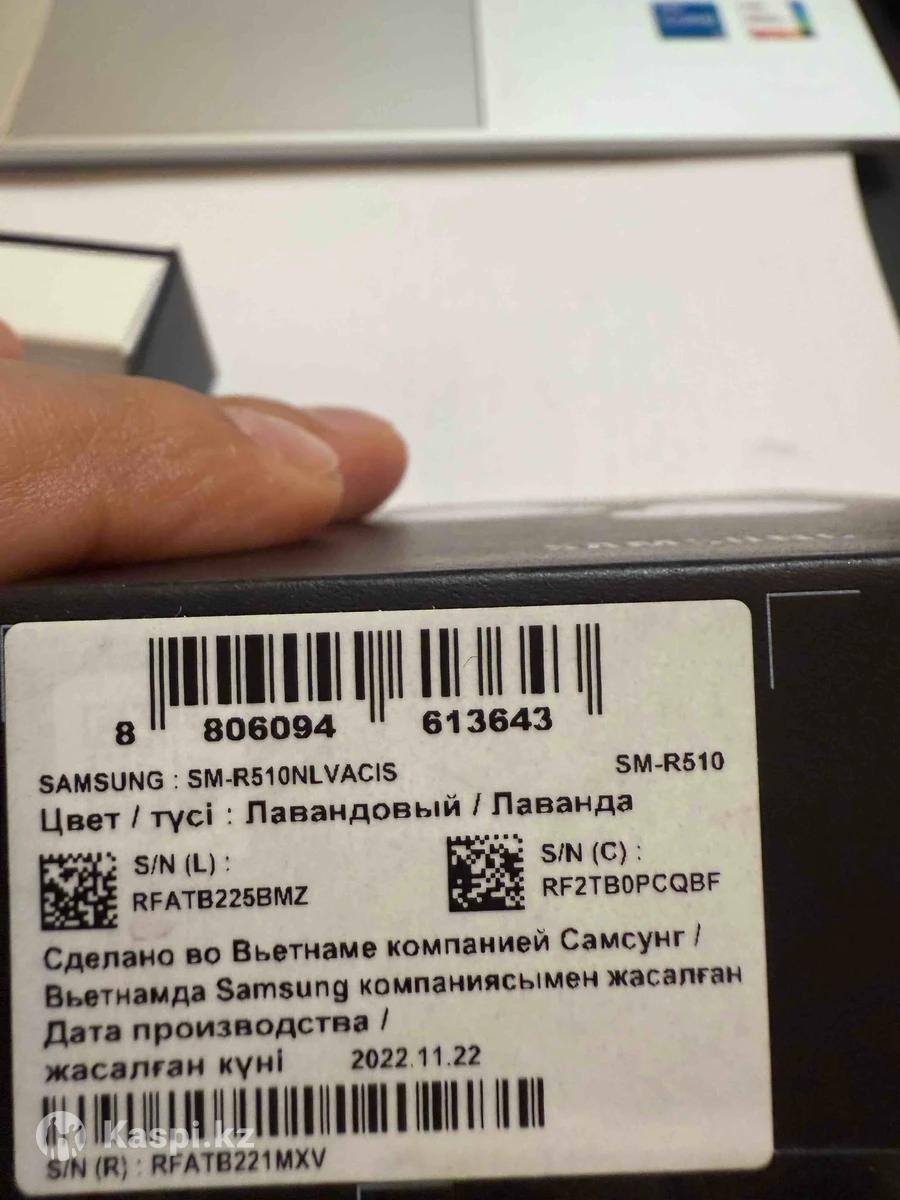 SAMSUNG
8 806094 613643
SAMSUNG : SM-R510NLVACIS SM-R510
Цвет / түсі : Лавандовый / Лаванда
S/N (L) :
RFATB225BMZ
S/N (C) :
RF2TB0PCQBF
Сделано во Вьетнаме компанией Самсунг /
Вьетнамда Samsung компаниясымен жасалған
Дата производства /
жасалған күні 2022.11.22
Kaspi.kz
S/N (R) : RFATB221MXV